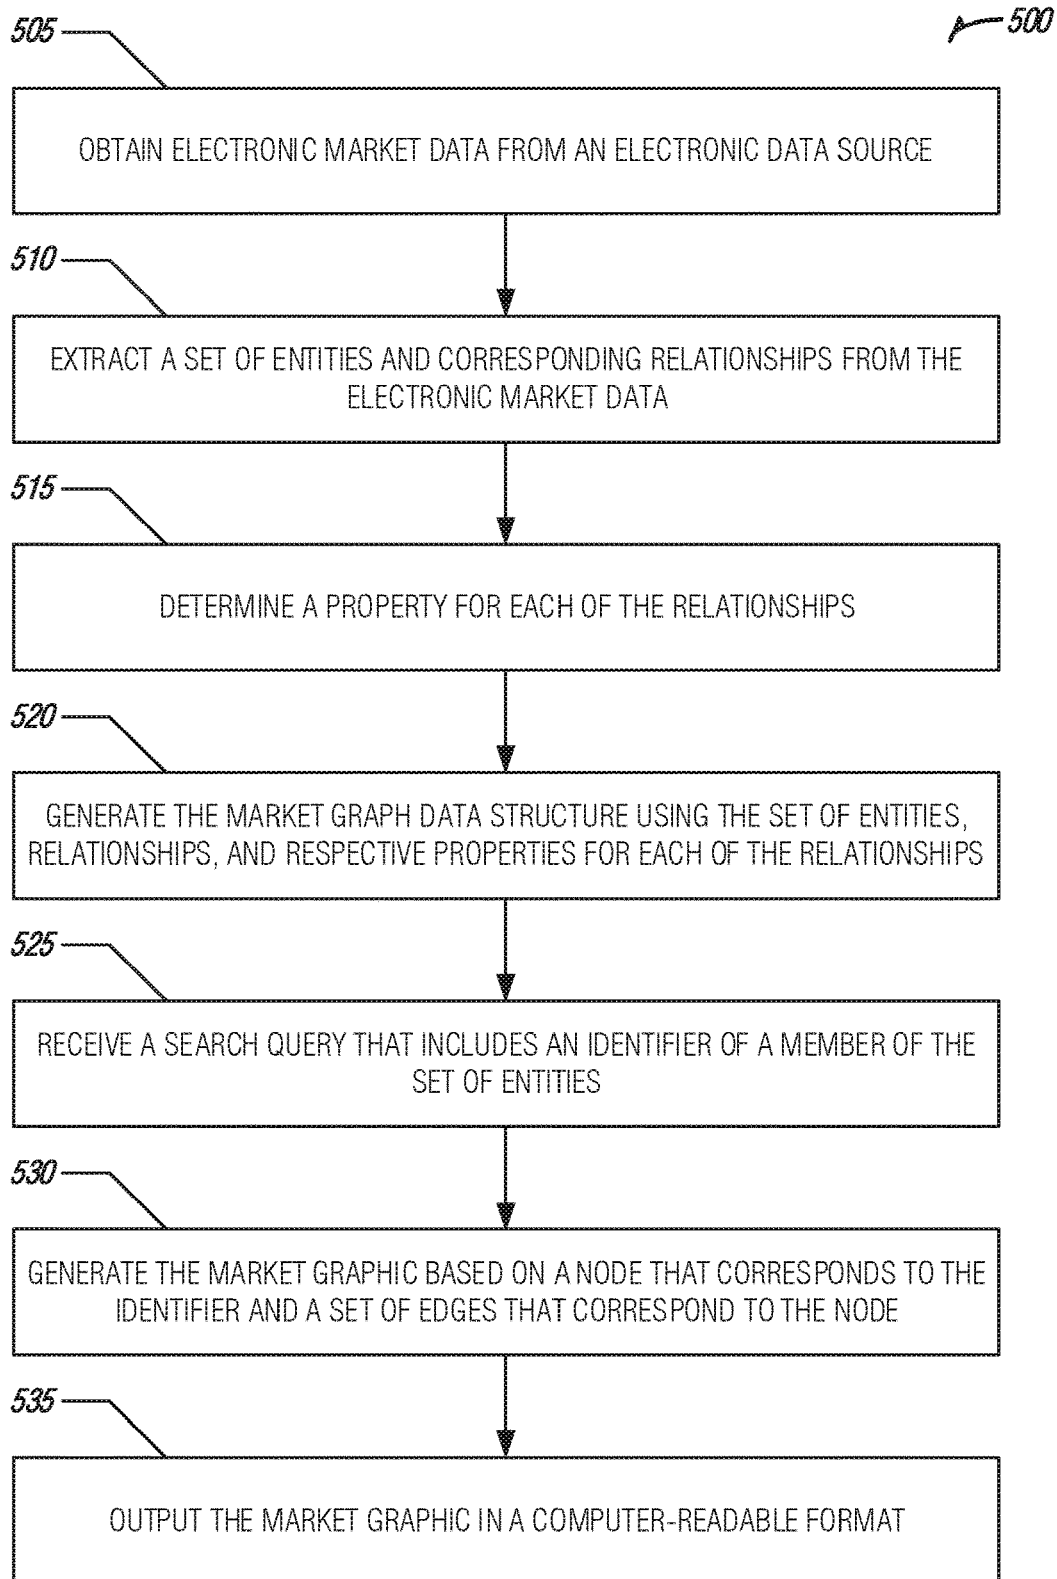 500
505
OBTAIN ELECTRONIC MARKET DATA FROM AN ELECTRONIC DATA SOURCE
510
EXTRACT A SET OF ENTITIES AND CORRESPONDING RELATIONSHIPS FROM THE
ELECTRONIC MARKET DATA
515
DETERMINE A PROPERTY FOR EACH OF THE RELATIONSHIPS
520
GENERATE THE MARKET GRAPH DATA STRUCTURE USING THE SET OF ENTITIES,
RELATIONSHIPS, AND RESPECTIVE PROPERTIES FOR EACH OF THE RELATIONSHIPS
525
RECEIVE A SEARCH QUERY THAT INCLUDES AN IDENTIFIER OF A MEMBER OF THE
SET OF ENTITIES
530
GENERATE THE MARKET GRAPHIC BASED ON A NODE THAT CORRESPONDS TO THE
IDENTIFIER AND A SET OF EDGES THAT CORRESPOND TO THE NODE
535
OUTPUT THE MARKET GRAPHIC IN A COMPUTER-READABLE FORMAT